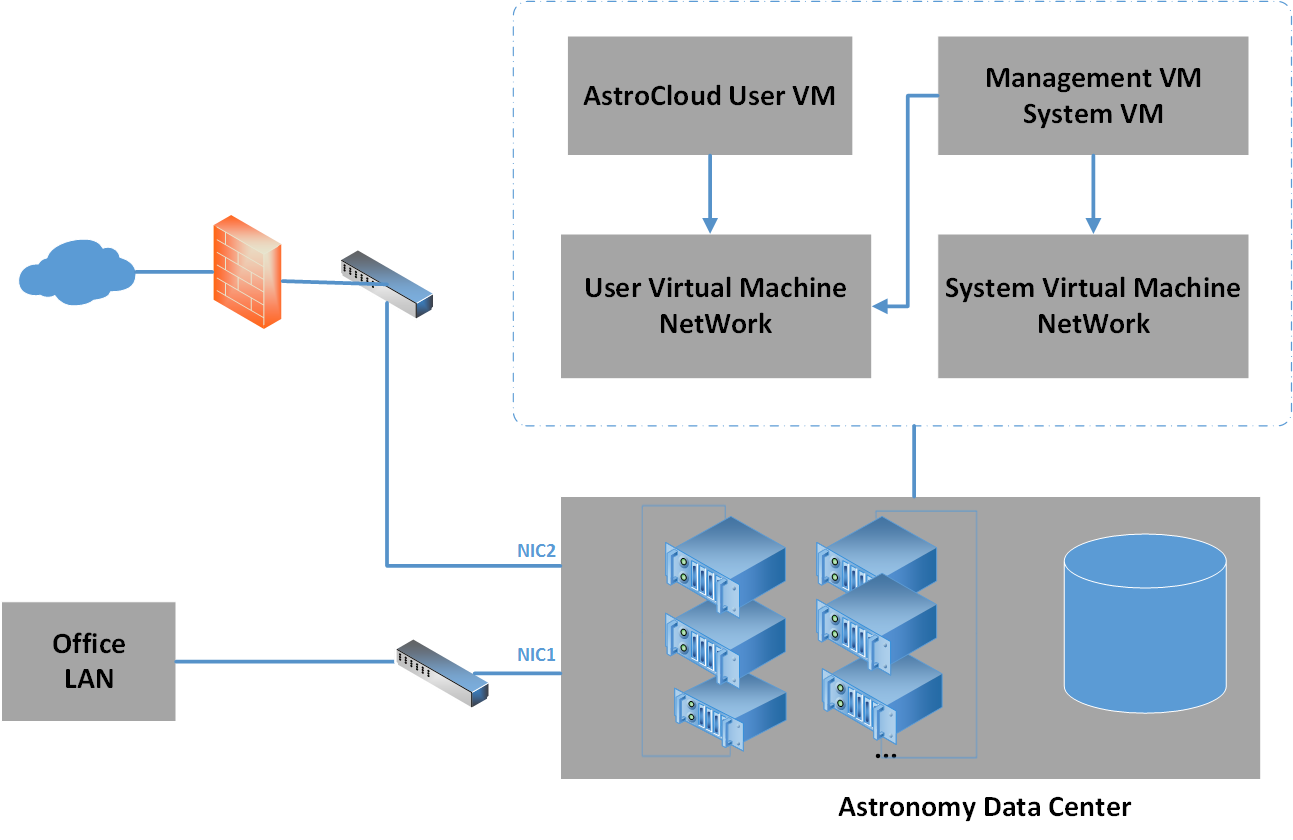 AstroCloud User VM
Management VM
System VM
User Virtual Machine
NetWork
System Virtual Machine
NetWork
NIC2
NIC1
Office
LAN
...
Astronomy Data Center